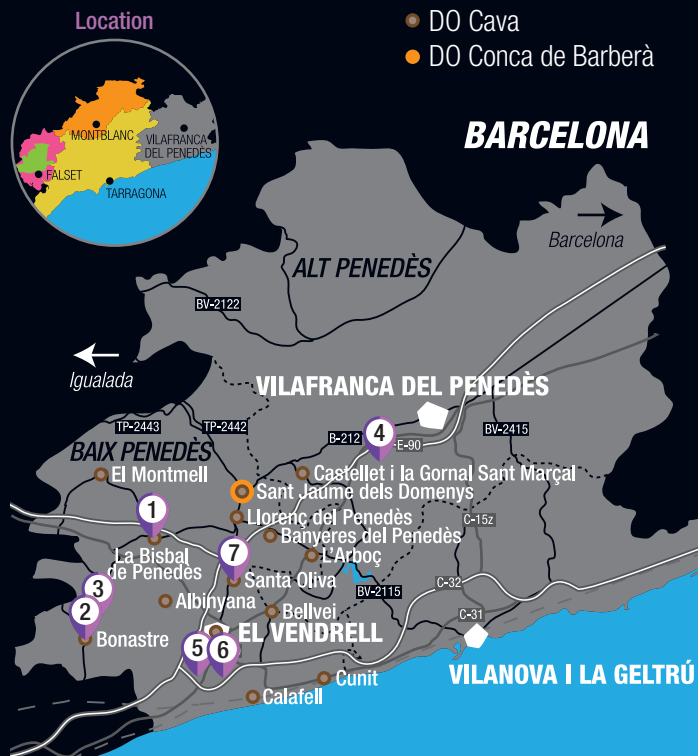 Location
DO Cava
DO Conca de Barberà
MONTBLANC
VILAFRANCA
DEL PENEDÈS
FALSET
TARRAGONA
BARCELONA
Barcelona
ALT PENEDÈS
BV-2122
Igualada
VILAFRANCA DEL PENEDÈS
TP-2443
TP-2442
B-212
4
E-90
BV-2415
BAIX PENEDÈS
El Montmell
Castellet i la Gornal Sant Marçal
Sant Jaume dels Domenys
1
Llorenç del Penedès
C-15z
Banyeres del Penedès
La Bisbal
de Penedès
7
L'Arboç
Santa Oliva
C-32
BV-2115
3
2
Albinyana
Bellvei
C-31
Bonastre
EL VENDRELL
5
6
Cunit
VILANOVA I LA GELTRÚ
Calafell